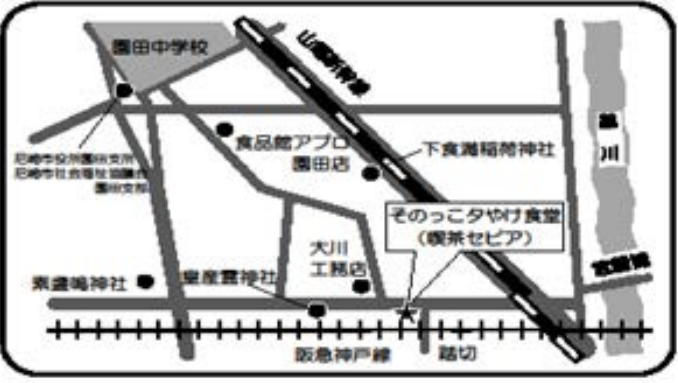 園田中学校
山陽新幹線
食品館アプロ
園田店
下食満稲荷神社
尼崎市役所園田支所
尼崎市社会福祉協議会
園田支部
そのっこ夕やけ食堂
(喫茶セピア)
川
大川
工務店
素盞嗚神社
皇産霊神社
阪急神戸線
踏切